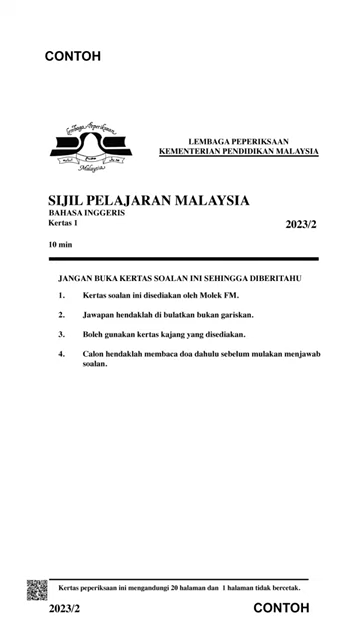 CONTOH
Lembaga Peperiksaan
Malaysia
LEMBAGA PEPERIKSAAN
KEMENTERIAN PENDIDIKAN MALAYSIA
SIJIL PELAJARAN MALAYSIA
BAHASA INGGERIS
Kertas 1
2023/2
10 min
JANGAN BUKA KERTAS SOALAN INI SEHINGGA DIBERITAHU
1. Kertas soalan ini disediakan oleh Molek FM.
2. Jawapan hendaklah di bulatkan bukan gariskan.
3. Boleh gunakan kertas kajang yang disediakan.
4. Calon hendaklah membaca doa dahulu sebelum mulakan menjawab
soalan.
Kertas peperiksaan ini mengandungi 20 halaman dan 1 halaman tidak bercetak.
2023/2
CONTOH